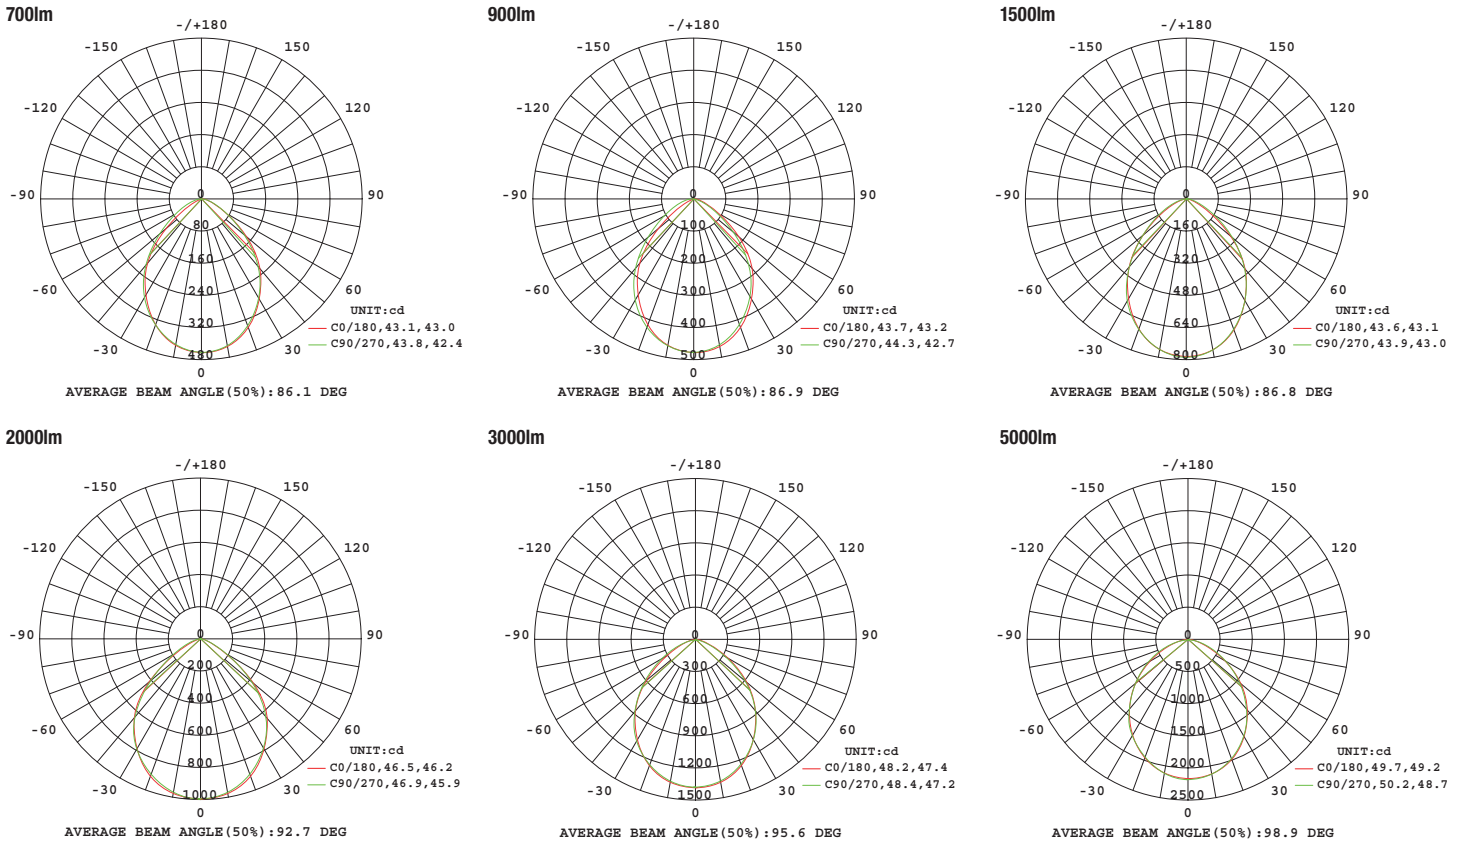 700lm
-/+180
-150 150
-120 120
-90 0 90
80
160
240
-60 60
320
480
-30 30
0
UNIT:cd
C0/180,43.1,43.0
C90/270,43.8,42.4
AVERAGE BEAM ANGLE(50%):86.1 DEG
900lm
-/+180
-150 150
-120 120
-90 0 90
100
200
300
-60 60
400
500
-30 30
0
UNIT:cd
C0/180,43.7,43.2
C90/270,44.3,42.7
AVERAGE BEAM ANGLE(50%):86.9 DEG
1500lm
-/+180
-150 150
-120 120
-90 0 90
160
320
480
-60 60
640
800
-30 30
0
UNIT:cd
C0/180,43.6,43.1
C90/270,43.9,43.0
AVERAGE BEAM ANGLE(50%):86.8 DEG
2000lm
-/+180
-150 150
-120 120
-90 0 90
200
400
600
-60 60
800
1000
-30 30
0
UNIT:cd
C0/180,46.5,46.2
C90/270,46.9,45.9
AVERAGE BEAM ANGLE(50%):92.7 DEG
3000lm
-/+180
-150 150
-120 120
-90 0 90
300
600
900
-60 60
1200
1500
-30 30
0
UNIT:cd
C0/180,48.2,47.4
C90/270,48.4,47.2
AVERAGE BEAM ANGLE(50%):95.6 DEG
5000lm
-/+180
-150 150
-120 120
-90 0 90
500
1000
1500
-60 60
2000
2500
-30 30
0
UNIT:cd
C0/180,49.7,49.2
C90/270,50.2,48.7
AVERAGE BEAM ANGLE(50%):98.9 DEG